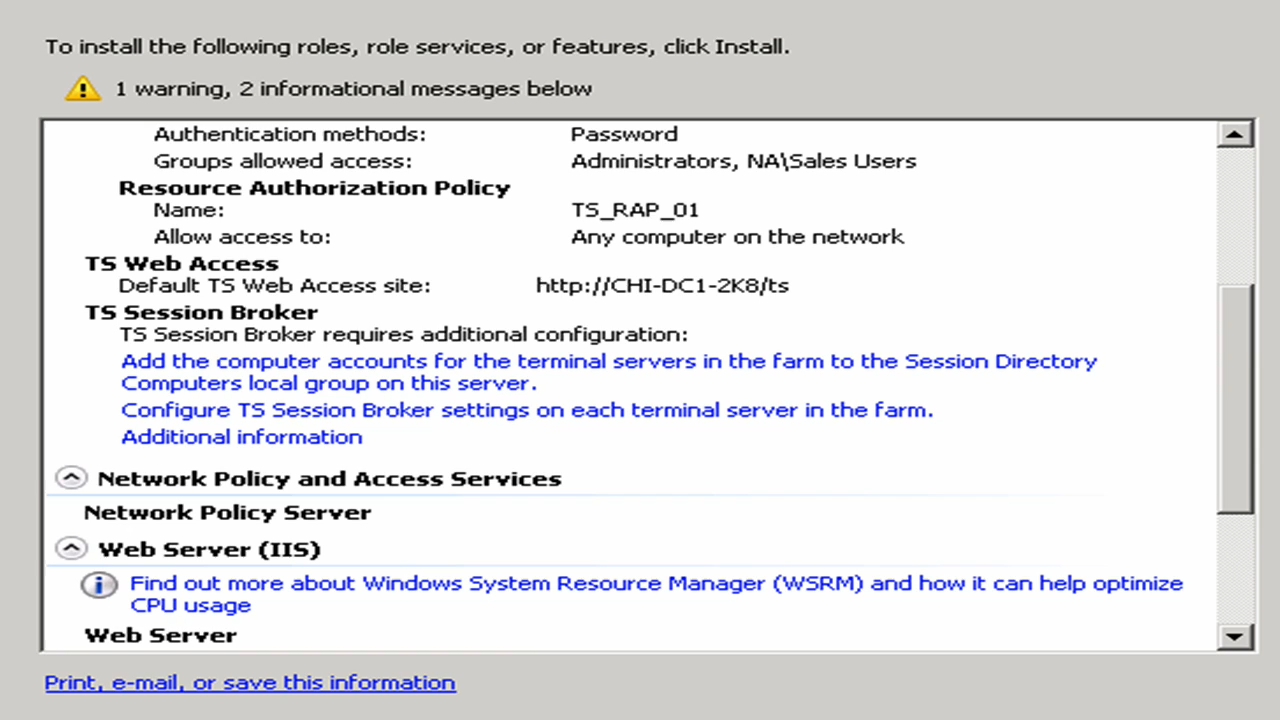 To install the following roles, role services, or features, click Install.
1 warning, 2 informational messages below
Authentication methods: Password
Groups allowed access: Administrators, NA\Sales Users
Resource Authorization Policy
Name: TS_RAP_01
Allow access to: Any computer on the network
TS Web Access
Default TS Web Access site: http://CHI-DC1-2K8/ts
TS Session Broker
TS Session Broker requires additional configuration:
Add the computer accounts for the terminal servers in the farm to the Session Directory
Computers local group on this server.
Configure TS Session Broker settings on each terminal server in the farm.
Additional information
Network Policy and Access Services
Network Policy Server
Web Server (IIS)
Find out more about Windows System Resource Manager (WSRM) and how it can help optimize
CPU usage
Web Server
Print, e-mail, or save this information